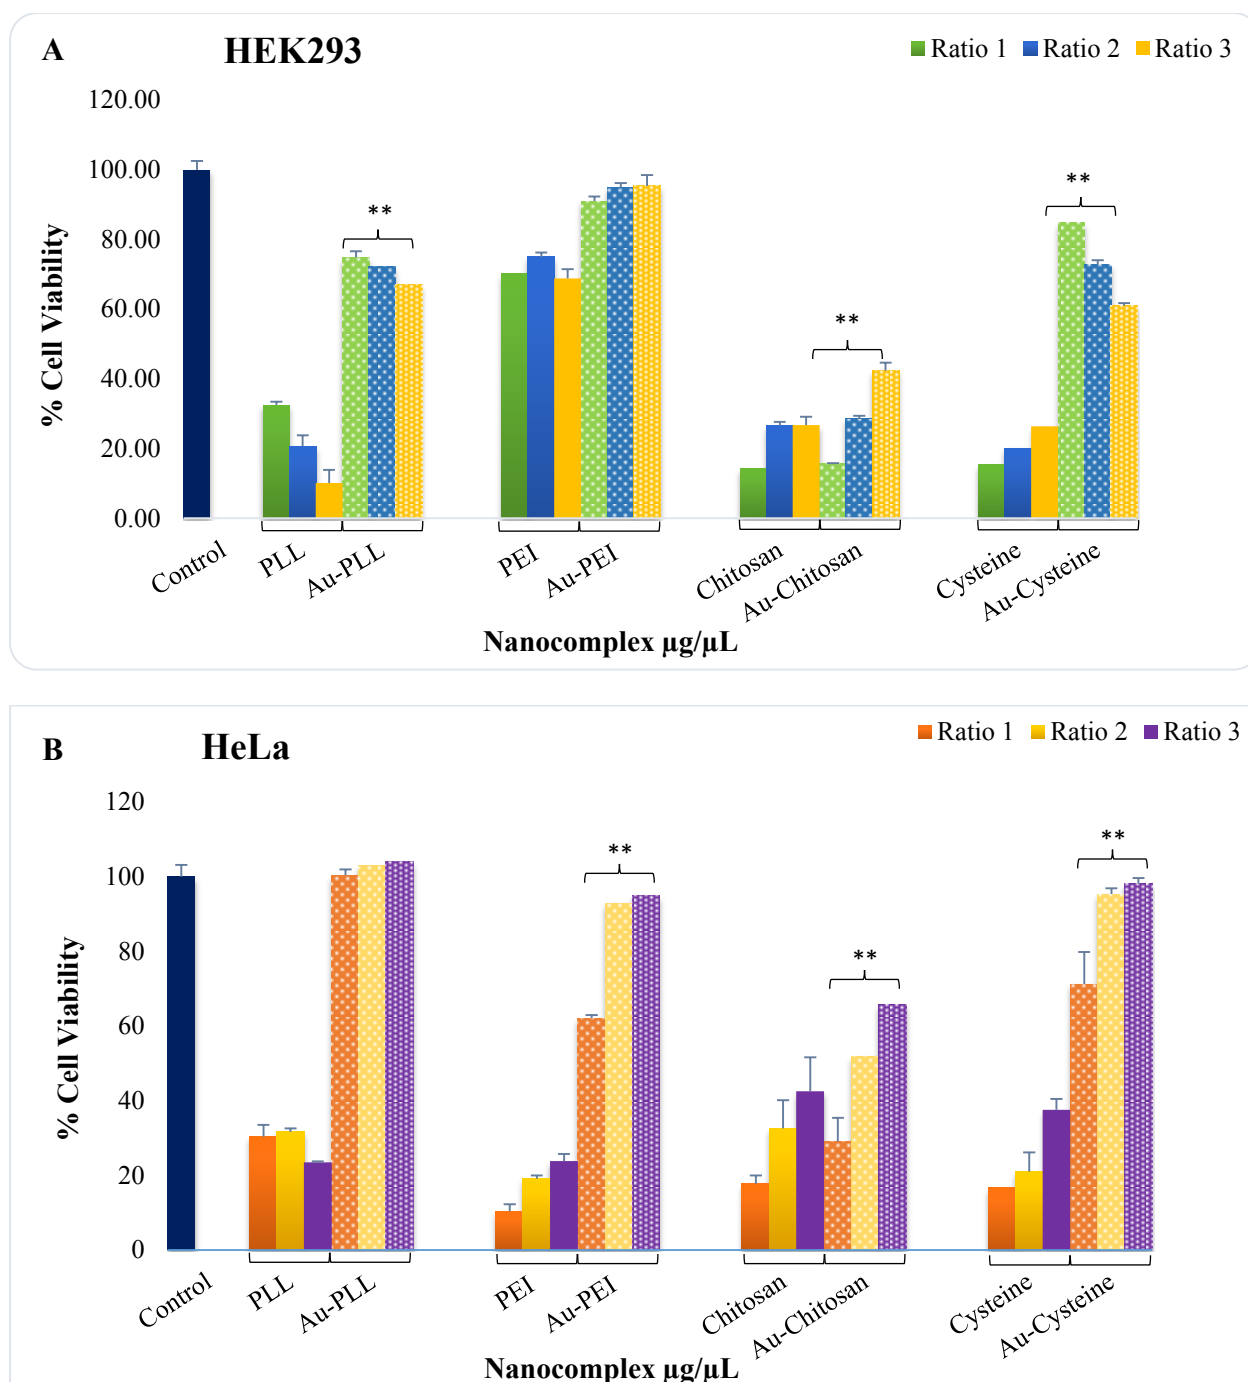 A
HEK293
Ratio 1 Ratio 2 Ratio 3
120.00
100.00
80.00
60.00
40.00
20.00
0.00
% Cell Viability
**
**
**
Control
PLL
Au-PLL
PEI
Au-PEI
Chitosan
Au-Chitosan
Cysteine
Au-Cysteine
Nanocomplex µg/µL
B
HeLa
Ratio 1 Ratio 2 Ratio 3
120
100
80
60
40
20
0
% Cell Viability
**
**
**
Control
PLL
Au-PLL
PEI
Au-PEI
Chitosan
Au-Chitosan
Cysteine
Au-Cysteine
Nanocomplex µg/µL